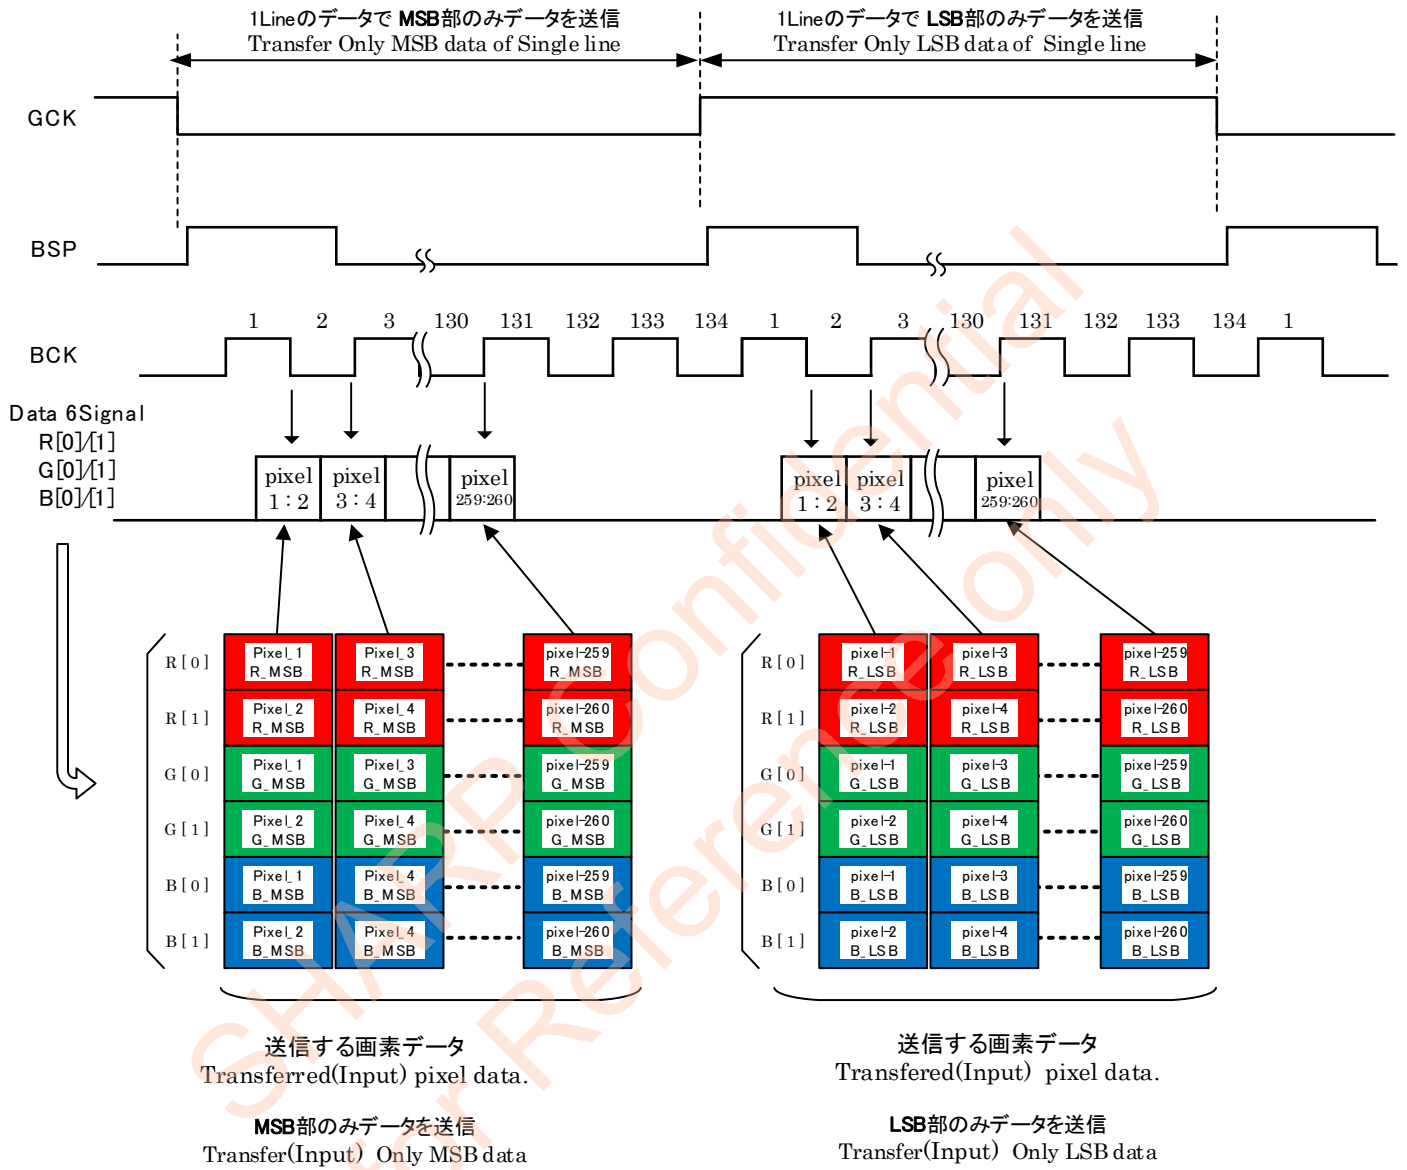 1Lineのデータで MSB部のみデータを送信
Transfer Only MSB data of Single line
1Lineのデータで LSB部のみデータを送信
Transfer Only LSB data of Single line
GCK
BSP
1 2 3 130 131 132 133 134 1 2 3 130 131 132 133 134 1
BCK
Data 6Signal
R[0]/[1]
G[0]/[1]
B[0]/[1]
pixel 1:2
pixel 3:4
pixel 259:260
pixel 1:2
pixel 3:4
pixel 259:260
R[0]
Pixel_1 R_MSB
Pixel_3 R_MSB
pixel-259 R_MSB
R[1]
Pixel_2 R_MSB
Pixel_4 R_MSB
pixel-260 R_MSB
G[0]
Pixel_1 G_MSB
Pixel_3 G_MSB
pixel-259 G_MSB
G[1]
Pixel_2 G_MSB
Pixel_4 G_MSB
pixel-260 G_MSB
B[0]
Pixel_1 B_MSB
Pixel_4 B_MSB
pixel-259 B_MSB
B[1]
Pixel_2 B_MSB
Pixel_4 B_MSB
pixel-260 B_MSB
R[0]
pixel-1 R_LSB
pixel-3 R_LSB
pixel-259 R_LSB
R[1]
pixel-2 R_LSB
pixel-4 R_LSB
pixel-260 R_LSB
G[0]
pixel-1 G_LSB
pixel-3 G_LSB
pixel-259 G_LSB
G[1]
pixel-2 G_LSB
pixel-4 G_LSB
pixel-260 G_LSB
B[0]
pixel-1 B_LSB
pixel-3 B_LSB
pixel-259 B_LSB
B[1]
pixel-2 B_LSB
pixel-4 B_LSB
pixel-260 B_LSB
送信する画素データ
Transferred(Input) pixel data.
MSB部のみデータを送信
Transfer(Input) Only MSB data
送信する画素データ
Transfered(Input) pixel data.
LSB部のみデータを送信
Transfer(Input) Only LSB data
SHARP Confidential
for Reference only